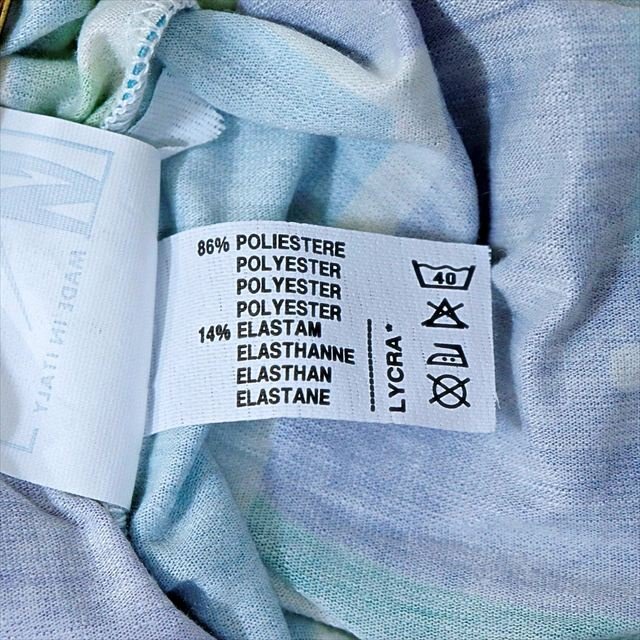 86% POLIESTERE
POLYESTER
POLYESTER
POLYESTER
14% ELASTAM
ELASTHANNE
ELASTHAN
ELASTANE
LYCRA*
40
MADE IN ITALY